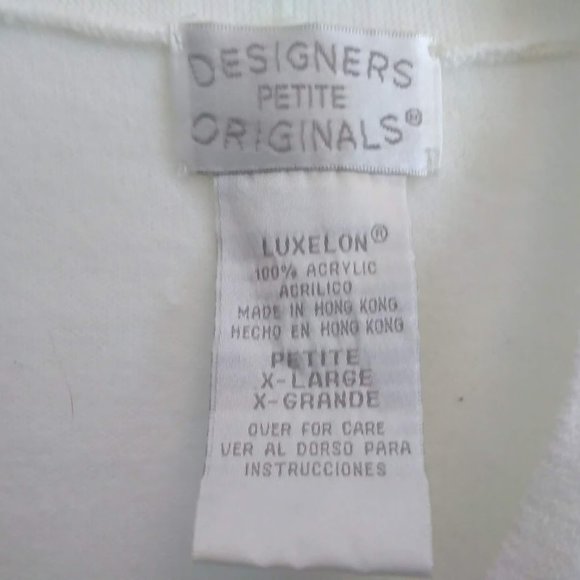 DESIGNERS
PETITE
ORIGINALS®
LUXELON®
100% ACRYLIC
ACRILICO
MADE IN HONG KONG
HECHO EN HONG KONG
PETITE
X-LARGE
X-GRANDE
OVER FOR CARE
VER AL DORSO PARA
INSTRUCCIONES